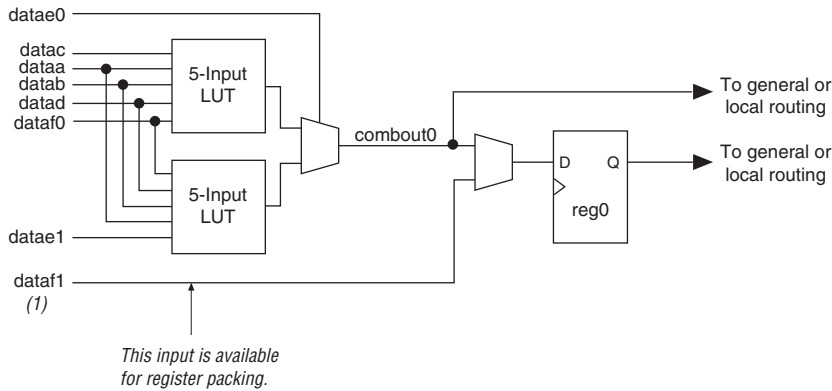 datae0
datac
dataa
datab
datad
dataf0
5-Input
LUT
combout0
To general or
local routing
D Q
reg0
To general or
local routing
5-Input
LUT
datae1
dataf1
(1)
This input is available
for register packing.